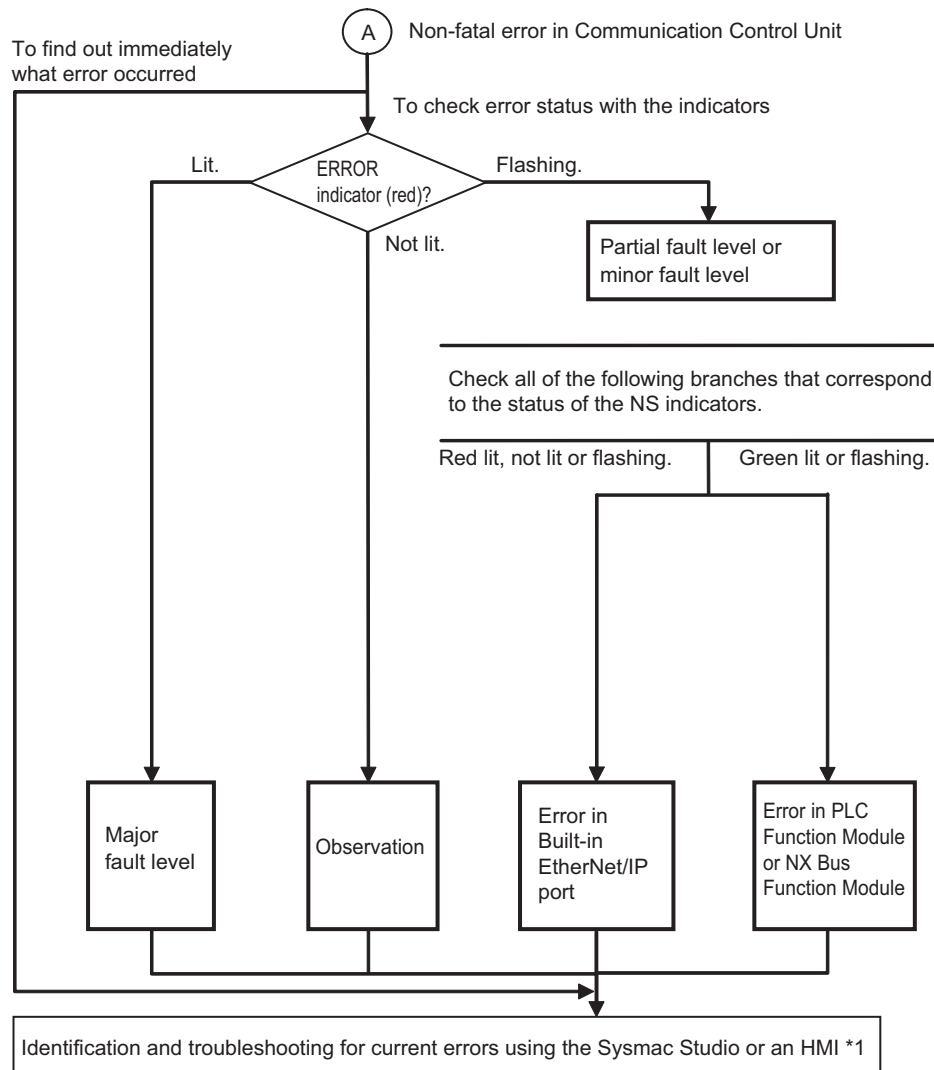 A
Non-fatal error in Communication Control Unit
To find out immediately
what error occurred
To check error status with the indicators
Lit.
ERROR
indicator (red)?
Flashing.
Not lit.
Partial fault level or
minor fault level
Check all of the following branches that correspond
to the status of the NS indicators.
Red lit, not lit or flashing.
Green lit or flashing.
Major
fault level
Observation
Error in
Built-in
EtherNet/IP
port
Error in PLC
Function Module
or NX Bus
Function Module
Identification and troubleshooting for current errors using the Sysmac Studio or an HMI *1